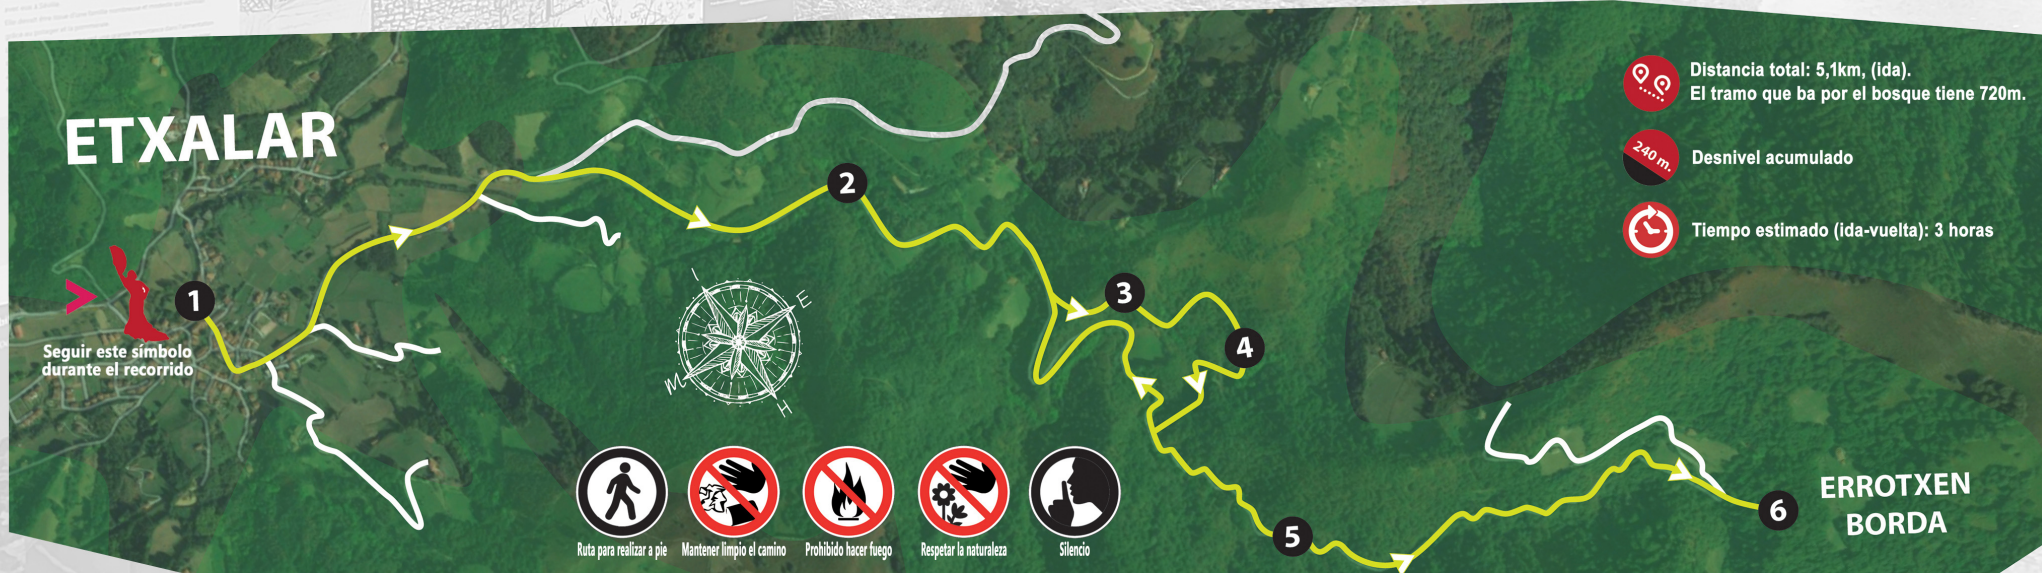 ETXALAR
Distancia total: 5,1km, (ida).
El tramo que ba por el bosque tiene 720m.
240 m.
Desnivel acumulado
Tiempo estimado (ida-vuelta): 3 horas
1
2
3
4
5
6
Seguir este símbolo
durante el recorrido
I
E
M
H
Ruta para realizar a pie
Mantener limpio el camino
Prohibido hacer fuego
Respetar la naturaleza
Silencio
ERROTXEN
BORDA